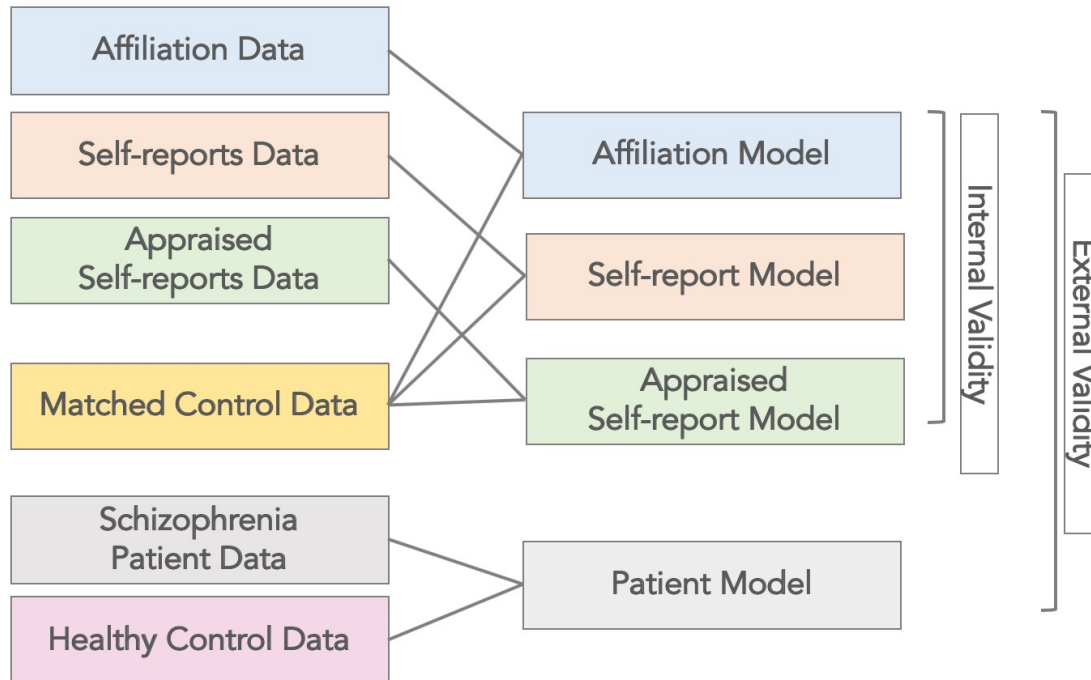 Affiliation Data
Self-reports Data
Appraised
Self-reports Data
Matched Control Data
Schizophrenia
Patient Data
Healthy Control Data
Affiliation Model
Self-report Model
Appraised
Self-report Model
Patient Model
Internal Validity
External Validity